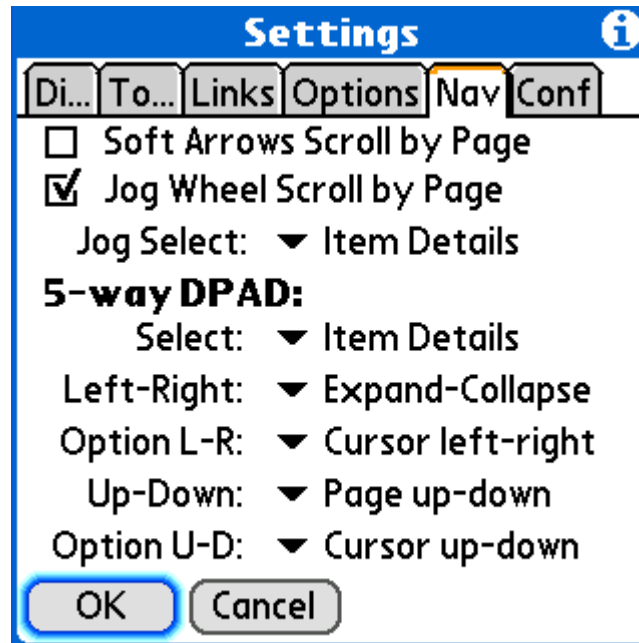 Settings
Di... To... Links Options Nav Conf
Soft Arrows Scroll by Page
Jog Wheel Scroll by Page
Jog Select: Item Details
5-way DPAD:
Select: Item Details
Left-Right: Expand-Collapse
Option L-R: Cursor left-right
Up-Down: Page up-down
Option U-D: Cursor up-down
OK Cancel